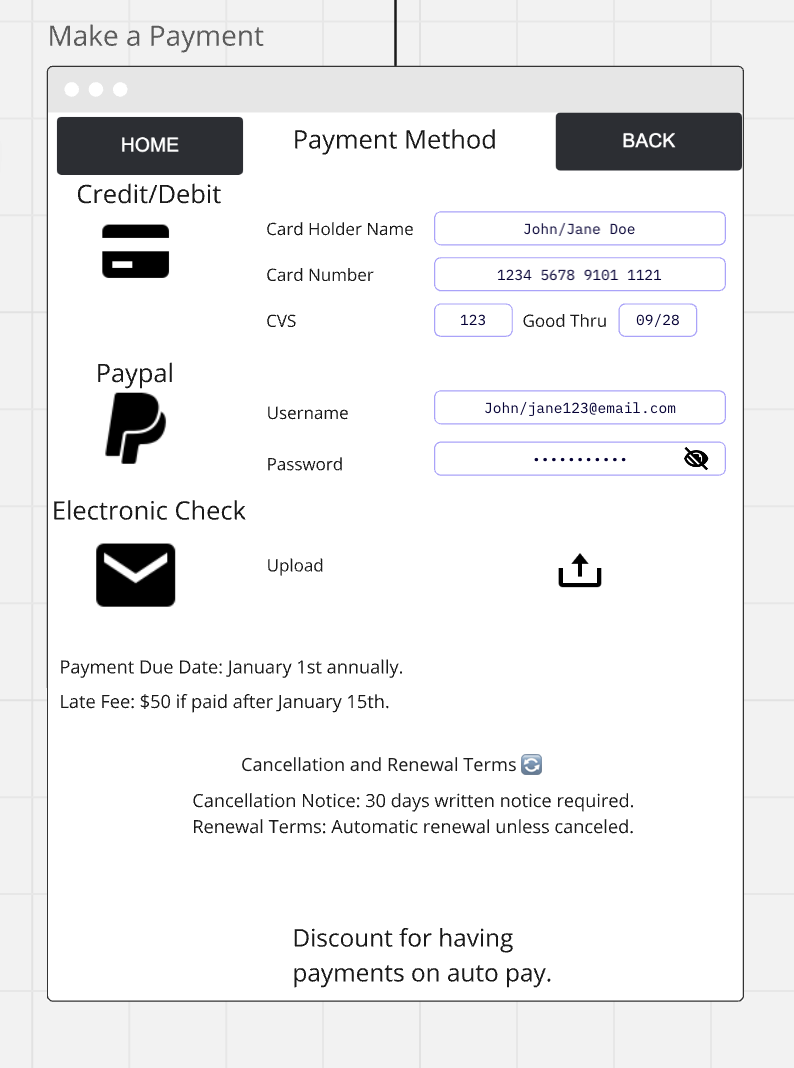 Make a Payment
HOME
Payment Method
BACK
Credit/Debit
Card Holder Name
John/Jane Doe
Card Number
1234 5678 9101 1121
CVS
123
Good Thru
09/28
Paypal
Username
John/jane123@email.com
Password
•••••••••••
Electronic Check
Upload
Payment Due Date: January 1st annually.
Late Fee: $50 if paid after January 15th.
Cancellation and Renewal Terms 🔄
Cancellation Notice: 30 days written notice required.
Renewal Terms: Automatic renewal unless canceled.
Discount for having
payments on auto pay.